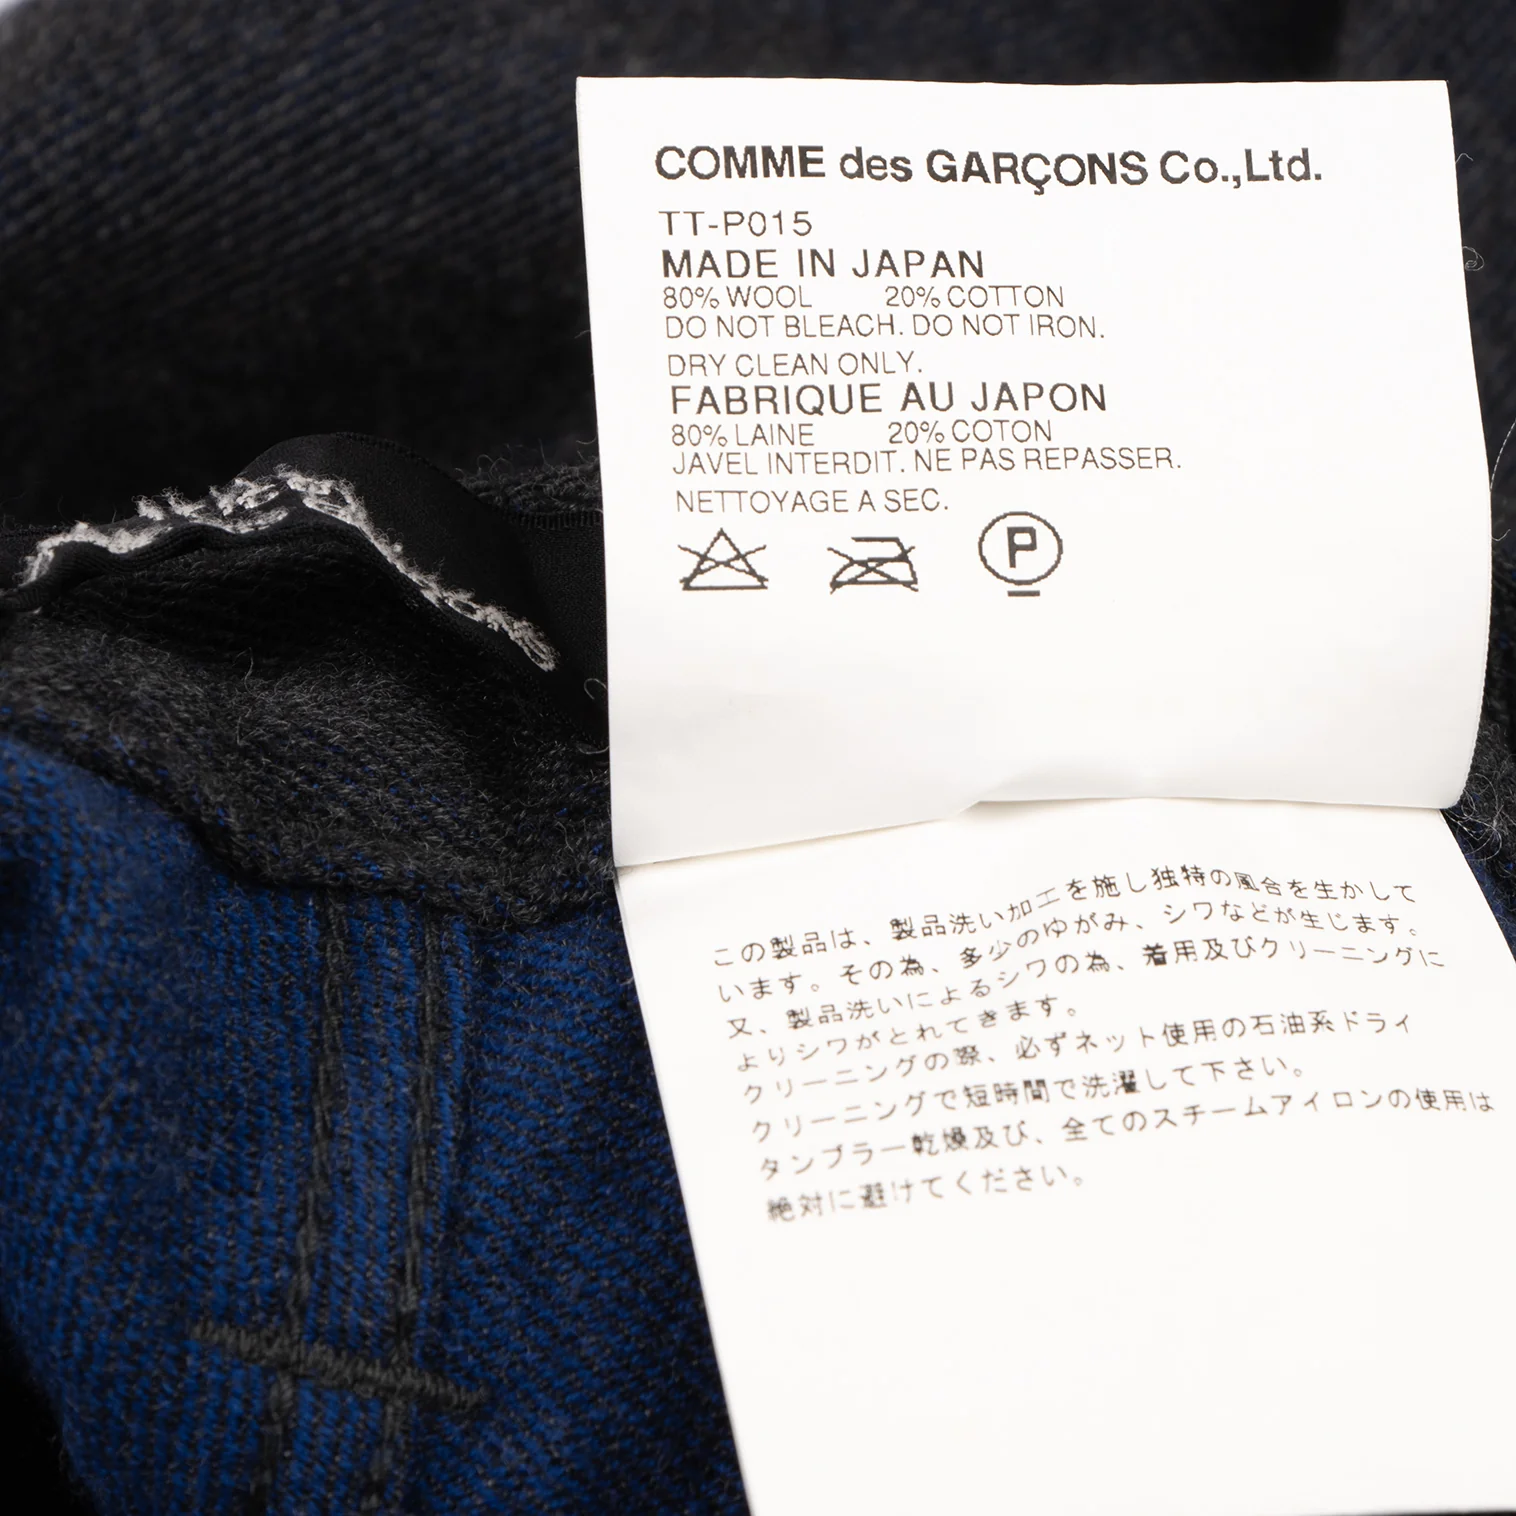 COMME des GARÇONS Co.,Ltd.
TT-P015
MADE IN JAPAN
80% WOOL 20% COTTON
DO NOT BLEACH. DO NOT IRON.
DRY CLEAN ONLY.
FABRIQUE AU JAPON
80% LAINE 20% COTON
JAVEL INTERDIT. NE PAS REPASSER.
NETTOYAGE A SEC.
P
この製品は、製品洗い加工を施し独特の風合を生かして
います。その為、多少のゆがみ、シワなどが生じます。
又、製品洗いによるシワの為、着用及びクリーニングに
よりシワがとれてきます。
クリーニングの際、必ずネット使用の石油系ドライ
クリーニングで短時間で洗濯して下さい。
タンブラー乾燥及び、全てのスチームアイロンの使用は
絶対に避けてください。